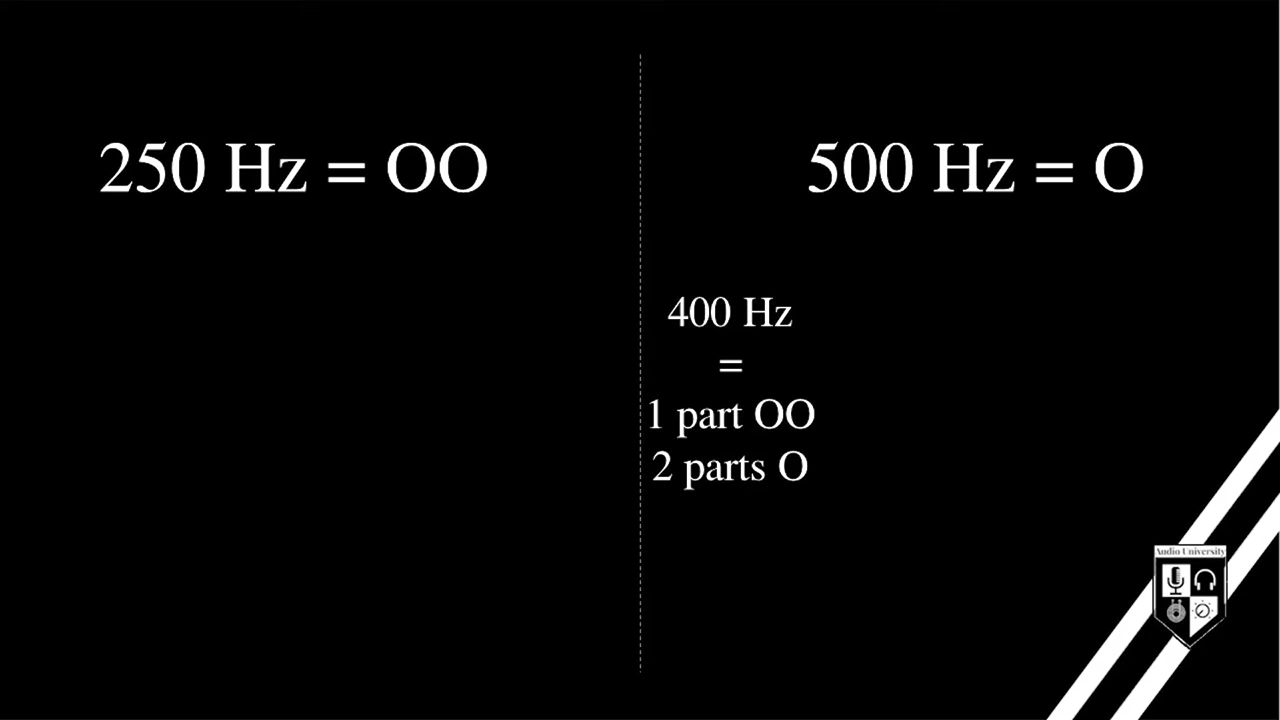 250 Hz = OO
500 Hz = O
400 Hz
=
1 part OO
2 parts O
Audio University